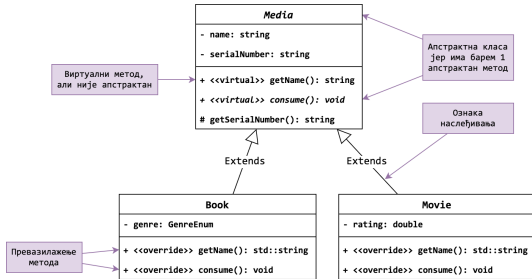 Media
- name: string
- serialNumber: string
+ <<virtual>> getName(): string
+ <<virtual>> consume(): void
# getSerialNumber(): string
Виртуални метод,
али није апстрактан
Апстрактна класа
јер има барем 1
апстрактан метод
Ознака
наслеђивања
Extends
Extends
Book
- genre: GenreEnum
+ <<override>> getName(): std::string
+ <<override>> consume(): void
Превазилажење
метода
Movie
- rating: double
+ <<override>> getName(): std::string
+ <<override>> consume(): void